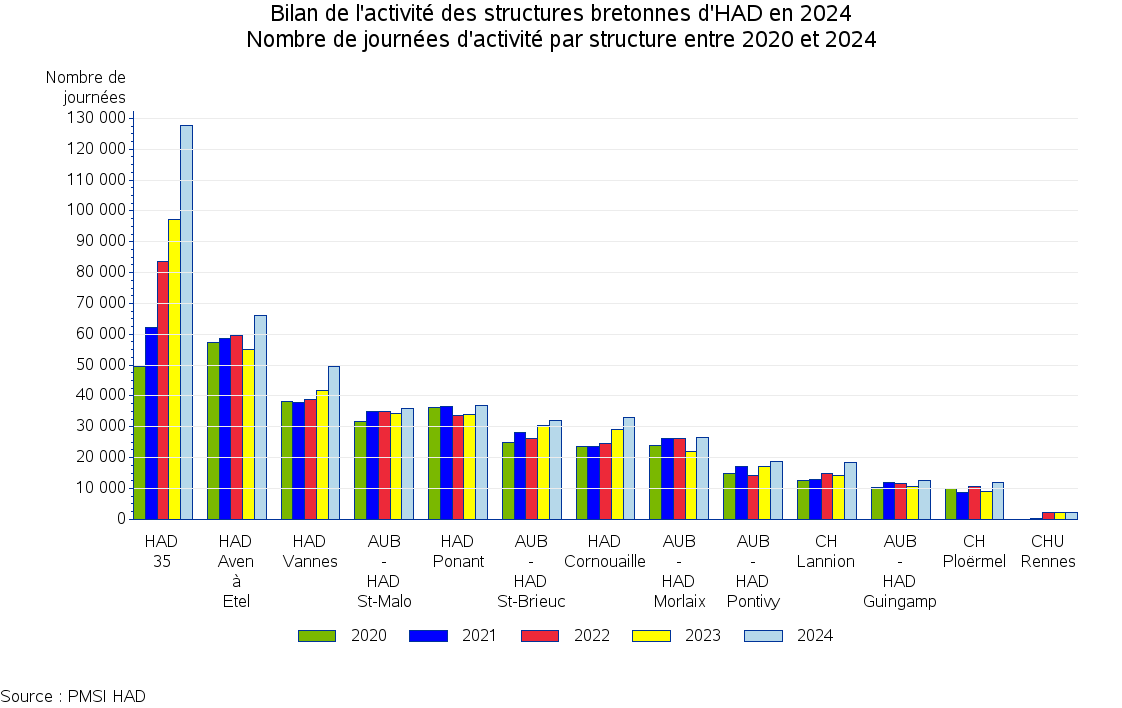 Bilan de l'activité des structures bretonnes d'HAD en 2024
Nombre de journées d'activité par structure entre 2020 et 2024
Nombre de
journées
130 000
120 000
110 000
100 000
90 000
80 000
70 000
60 000
50 000
40 000
30 000
20 000
10 000
0
HAD
35
HAD
Aven
à
Etel
HAD
Vannes
AUB
-
HAD
St-Malo
HAD
Ponant
AUB
-
HAD
St-Brieuc
HAD
Cornouaille
AUB
-
HAD
Morlaix
AUB
-
HAD
Pontivy
CH
Lannion
AUB
-
HAD
Guingamp
CH
Ploërmel
CHU
Rennes
2020 2021 2022 2023 2024
Source : PMSI HAD